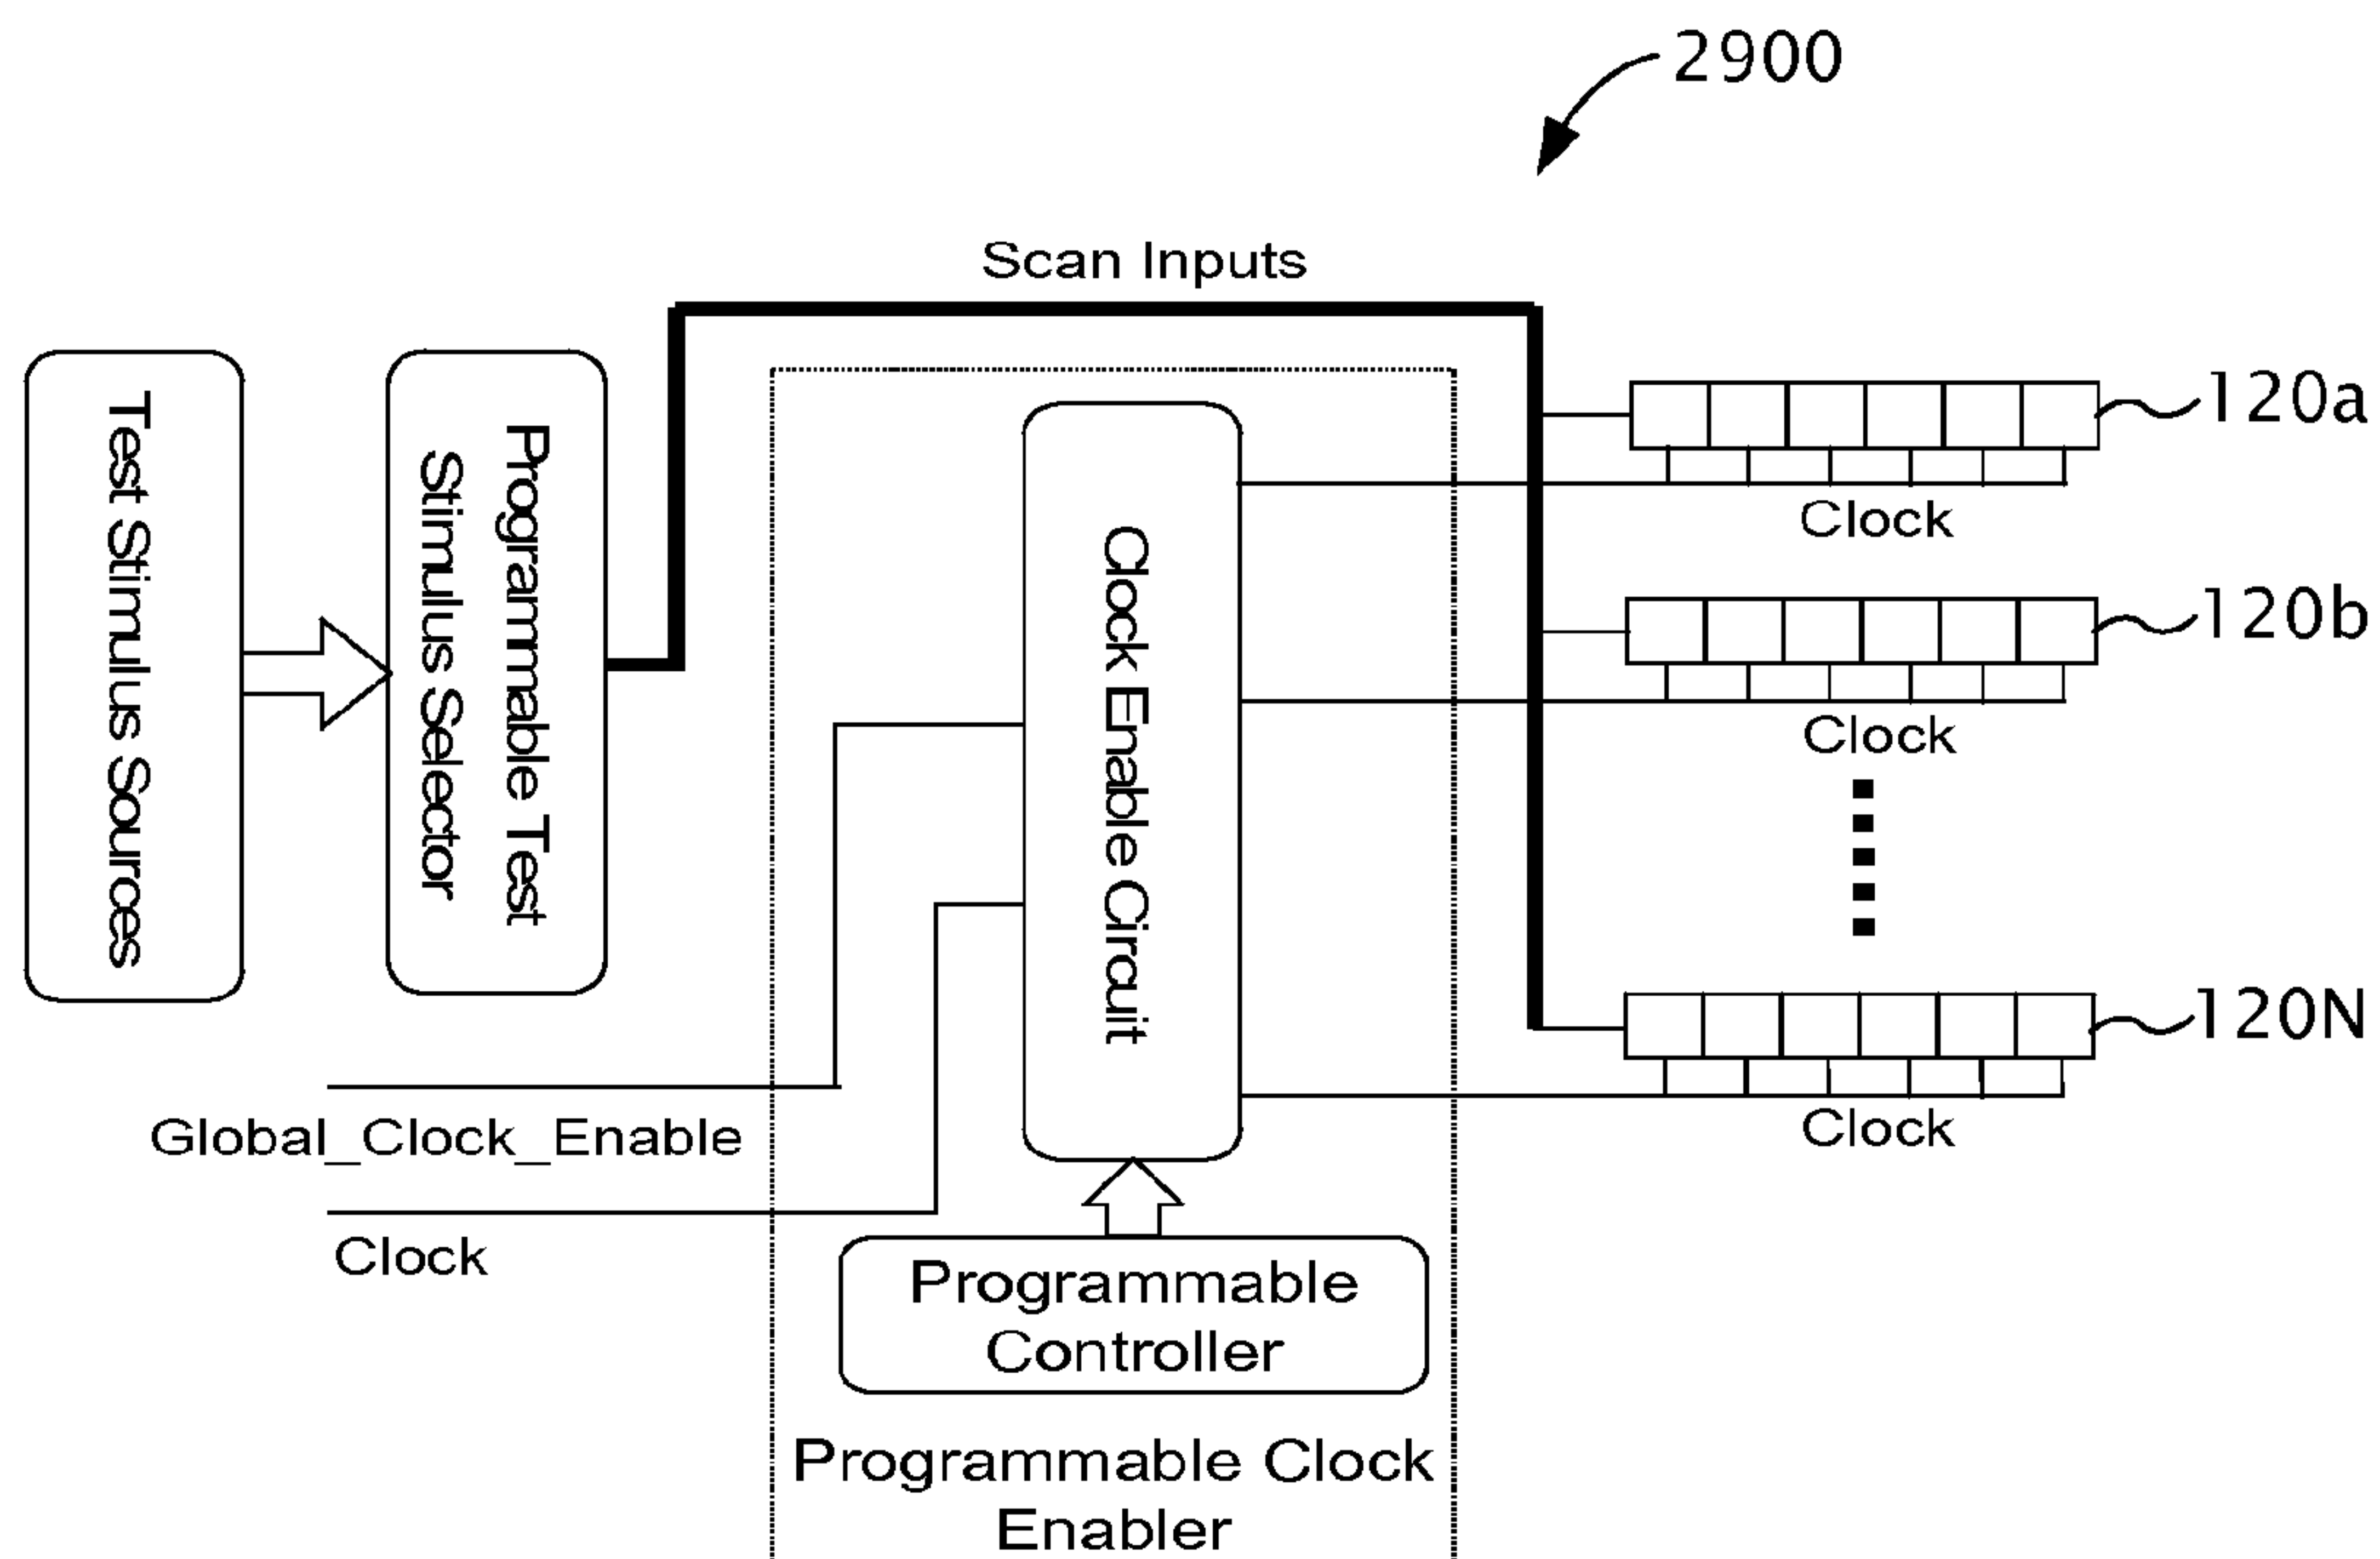 2900
Scan Inputs
Test Stimulus Sources
Programmable Test
Stimulus Selector
Clock Enable Circuit
120a
Clock
120b
Clock
120N
Clock
Global_Clock_Enable
Clock
Programmable
Controller
Programmable Clock
Enabler